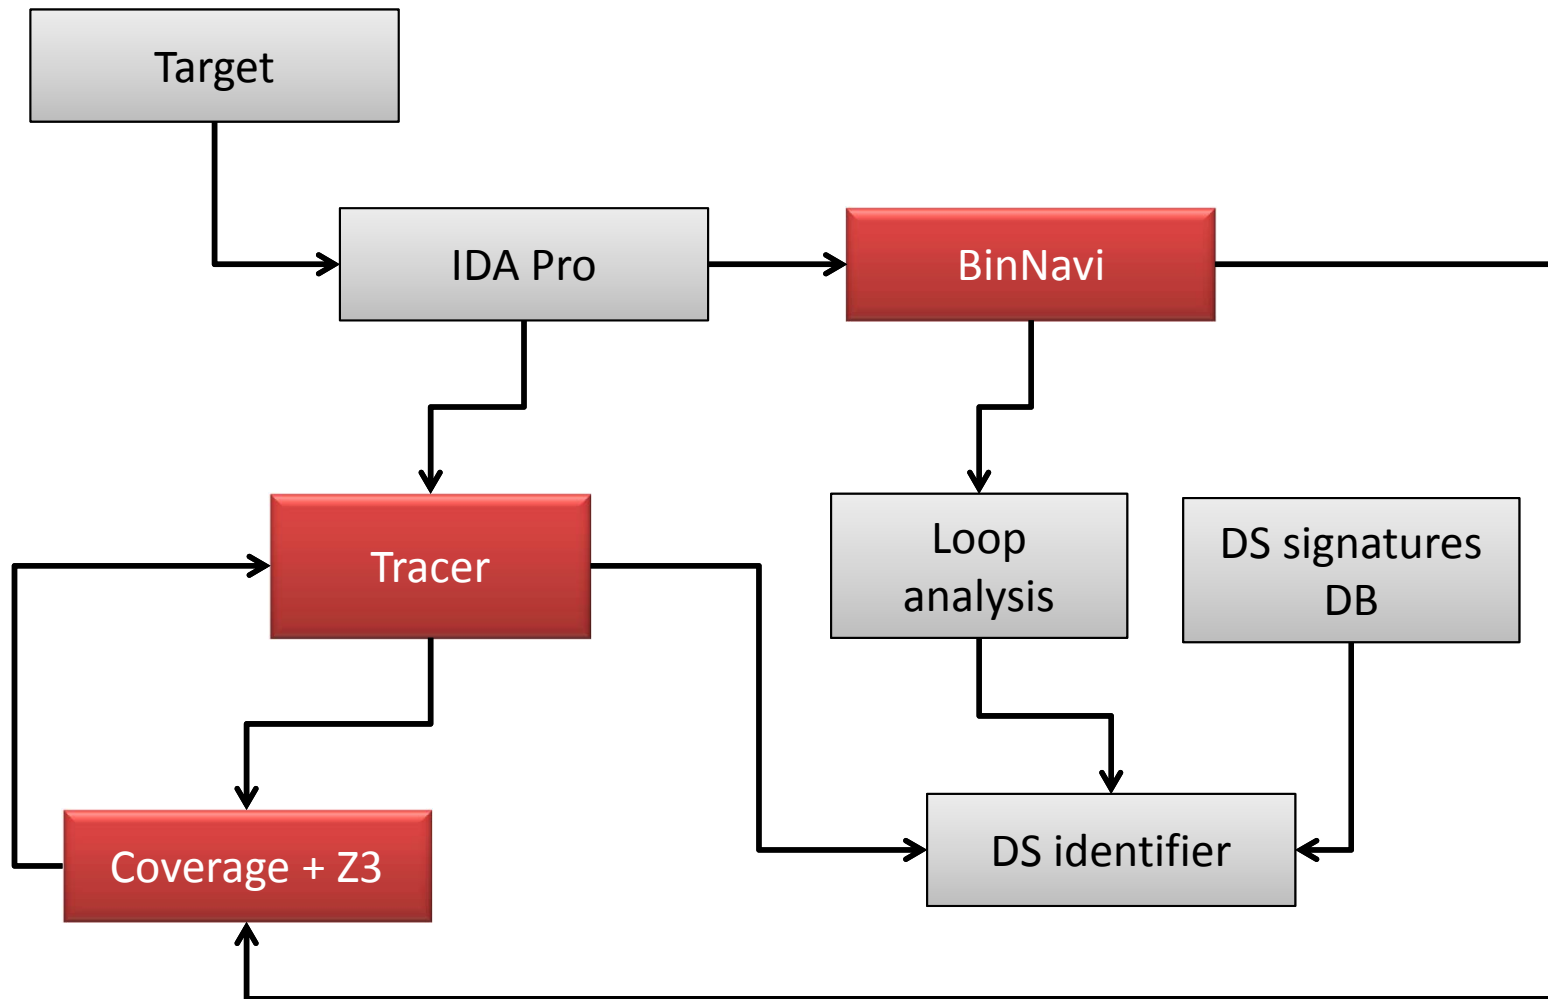 Target
IDA Pro
BinNavi
Tracer
Loop
analysis
DS signatures
DB
Coverage + Z3
DS identifier